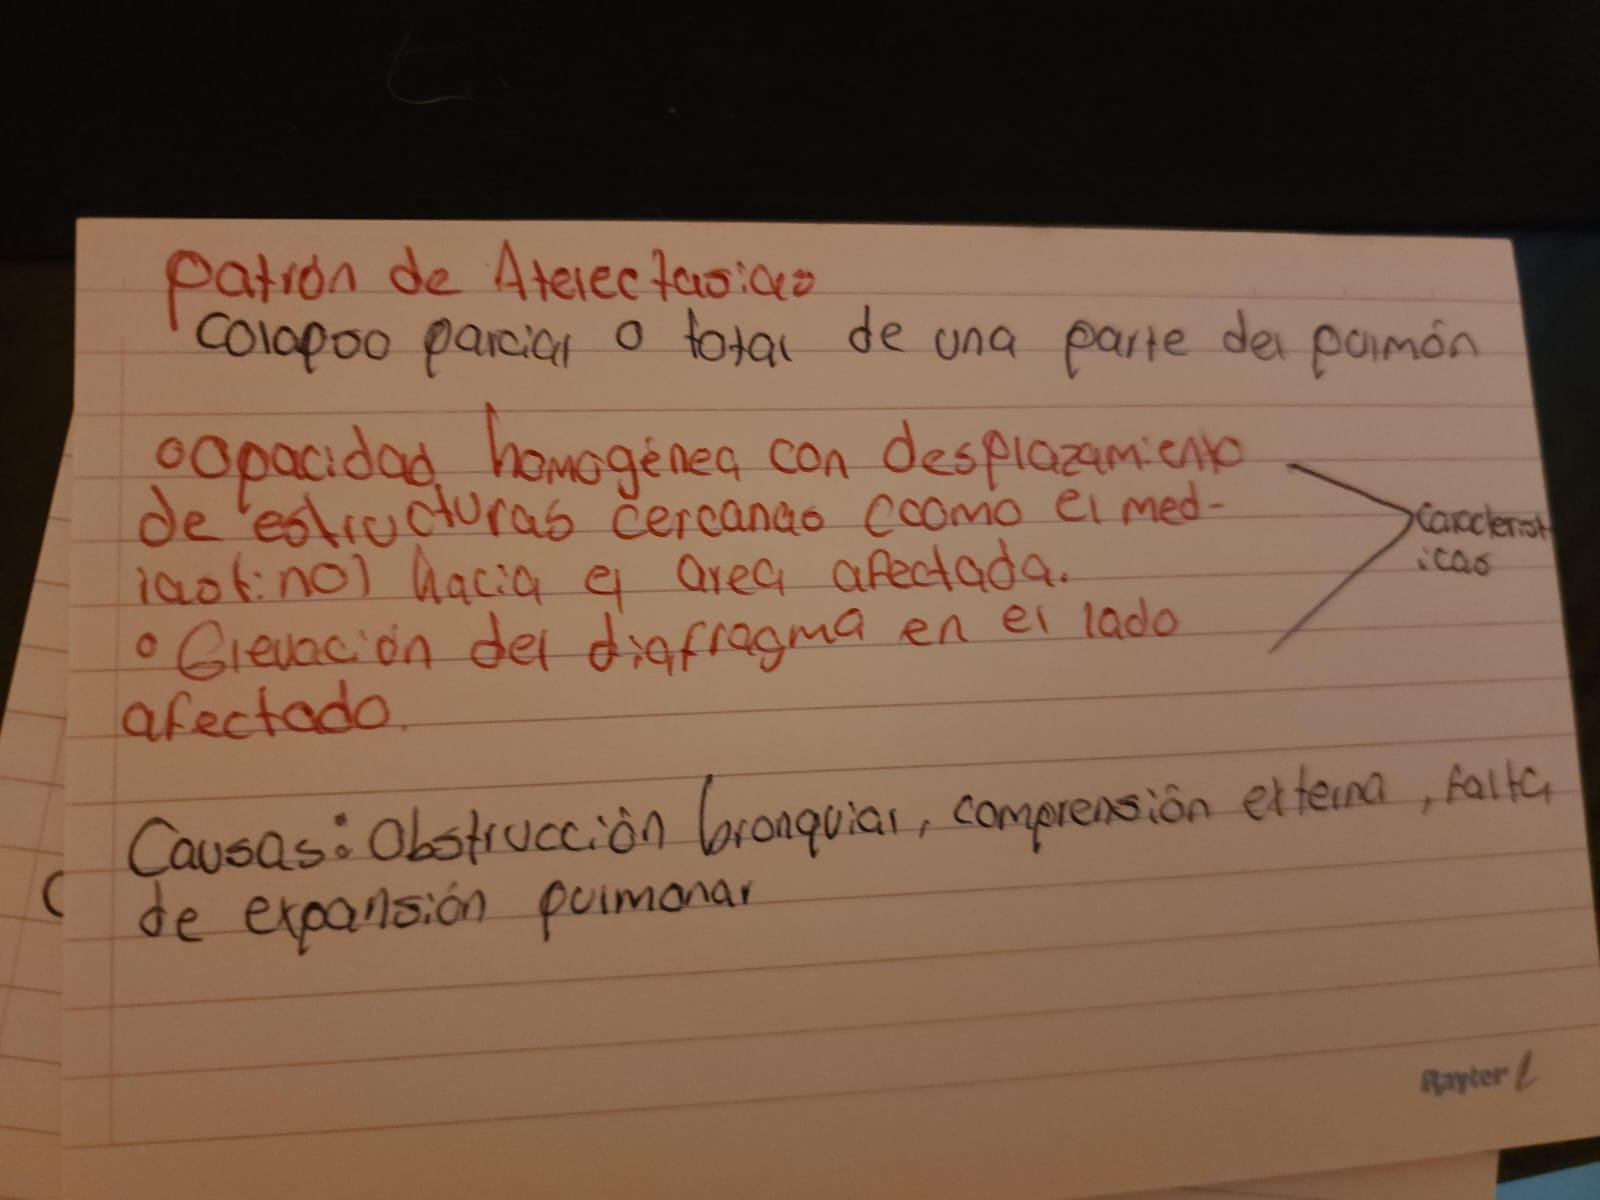 Patrón de Atelectasias
Colapso parcial o total de una parte del pulmón
o Opacidad homogénea con desplazamiento
de estructuras cercanas (como el med-
iastino) hacia el area afectada.
o Elevación del diafragma en el lado
afectado.
Caracterist
icas
Causas: Obstrucción bronquial, comprensión externa, falta
de expansión pulmonar
Rayter